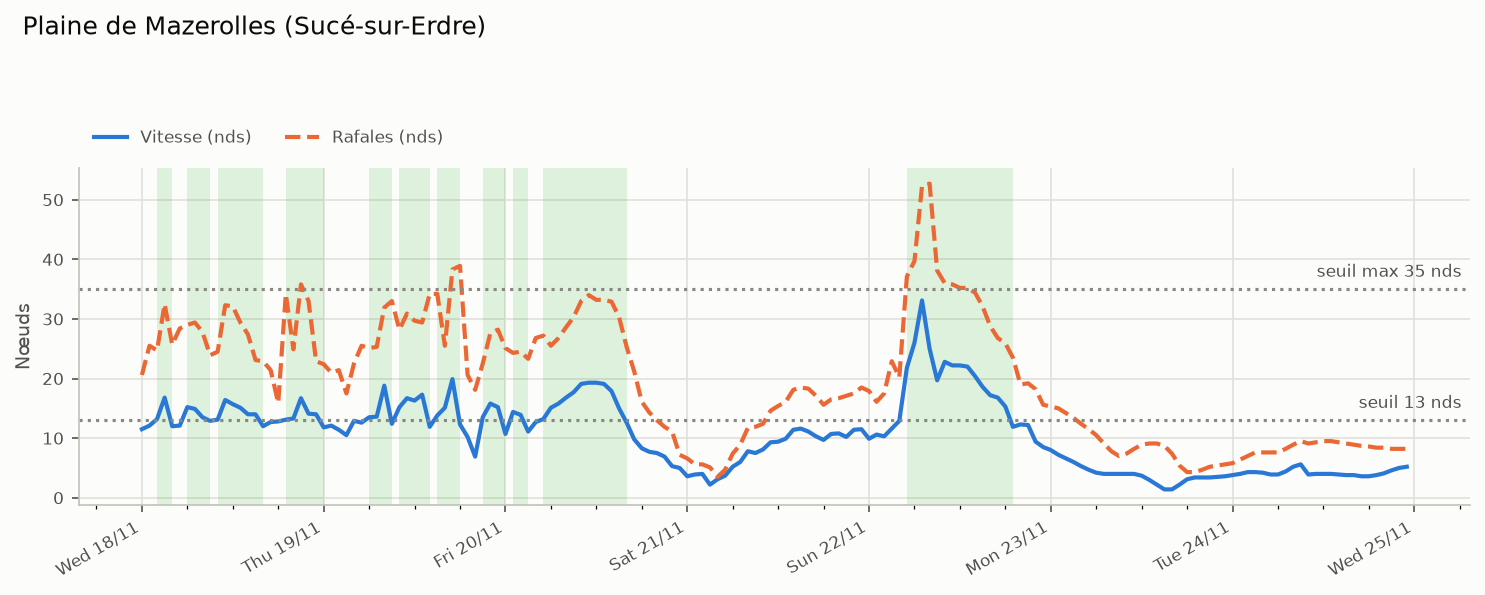 Plaine de Mazerolles (Sucé-sur-Erdre)
Vitesse (nds)
Rafales (nds)
Nœuds
50
40
30
20
10
0
seuil max 35 nds
seuil 13 nds
Wed 18/11
Thu 19/11
Fri 20/11
Sat 21/11
Sun 22/11
Mon 23/11
Tue 24/11
Wed 25/11